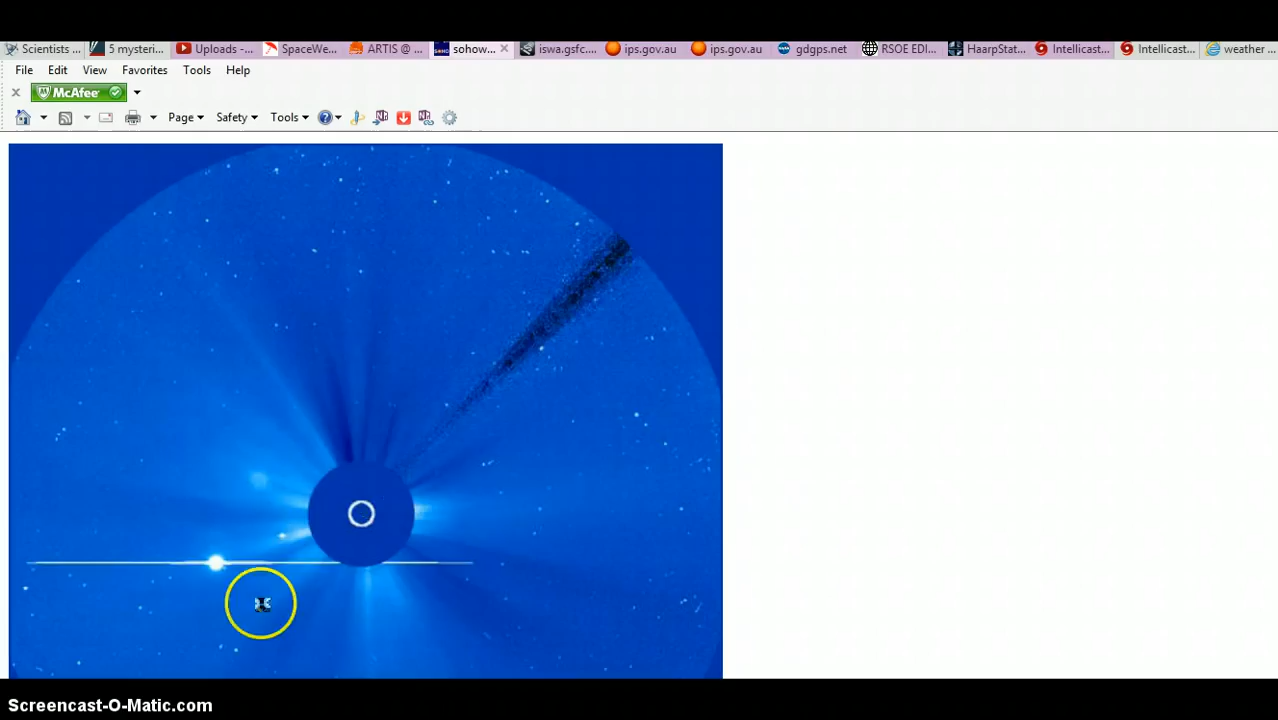 Scientists ... 5 mysteri... Uploads -... SpaceWe... ARTIS @ ... sohow... iswa.gsfc.... ips.gov.au ips.gov.au gdgps.net RSOE EDI... HaarpStat... Intellicast... Intellicast... weather ...
File Edit View Favorites Tools Help
McAfee
Page Safety Tools
Screencast-O-Matic.com